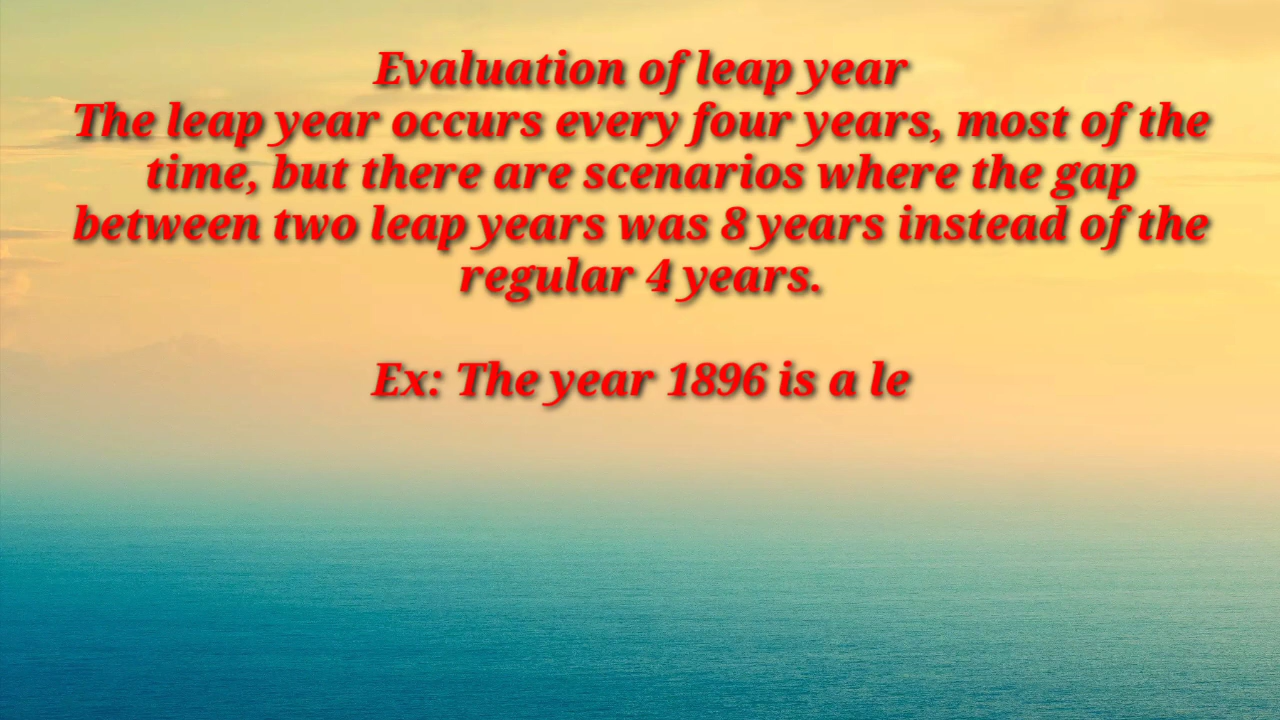 Evaluation of leap year
The leap year occurs every four years, most of the
time, but there are scenarios where the gap
between two leap years was 8 years instead of the
regular 4 years.
Ex: The year 1896 is a le